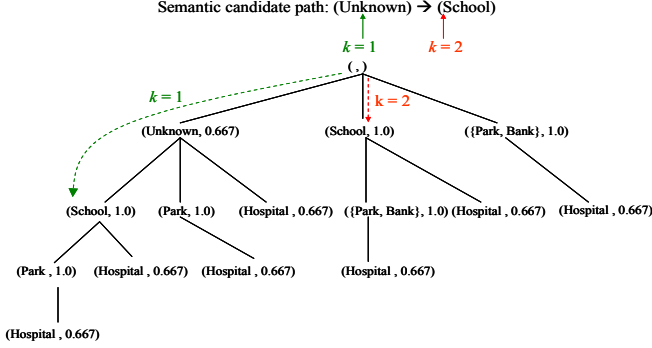 Semantic candidate path: (Unknown) → (School)
k = 1 k = 2
( , )
k = 1 k = 2
(Unknown, 0.667) (School, 1.0) ({Park, Bank}, 1.0)
(School, 1.0) (Park, 1.0) (Hospital , 0.667) ({Park, Bank}, 1.0) (Hospital , 0.667) (Hospital , 0.667)
(Park , 1.0) (Hospital , 0.667) (Hospital , 0.667) (Hospital , 0.667)
(Hospital , 0.667)